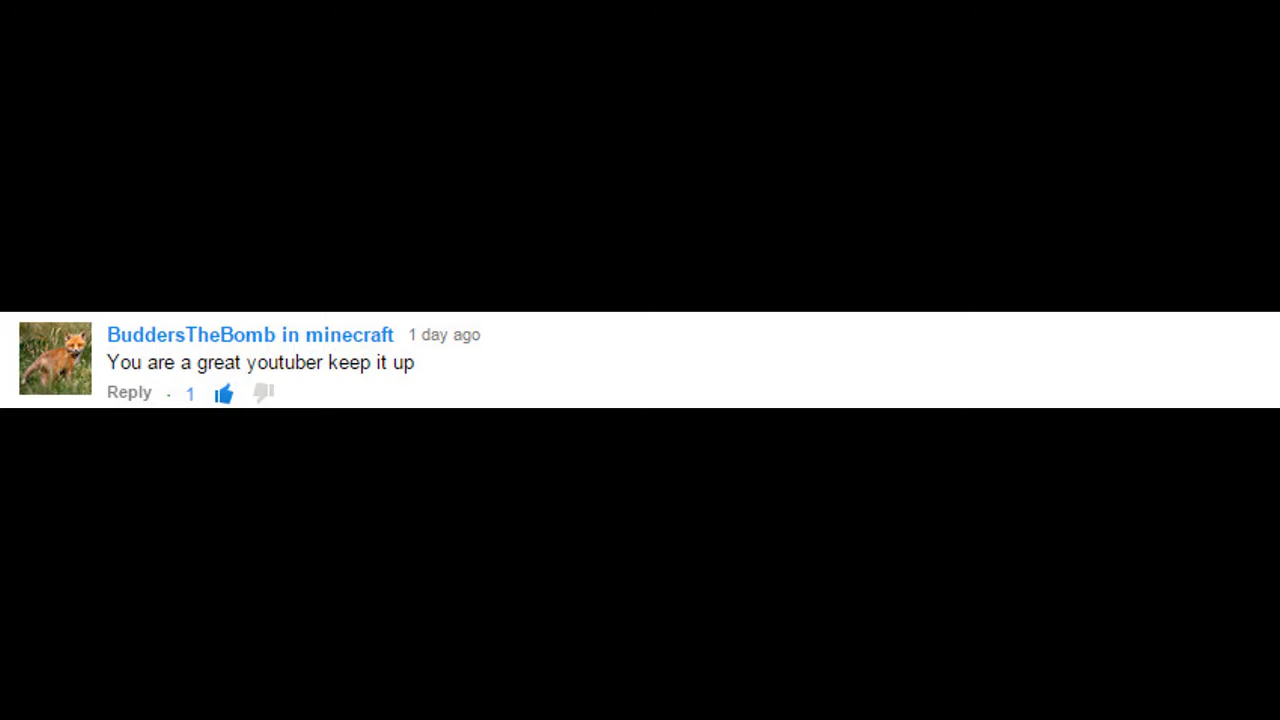 BuddersTheBomb in minecraft 1 day ago
You are a great youtuber keep it up
Reply . 1